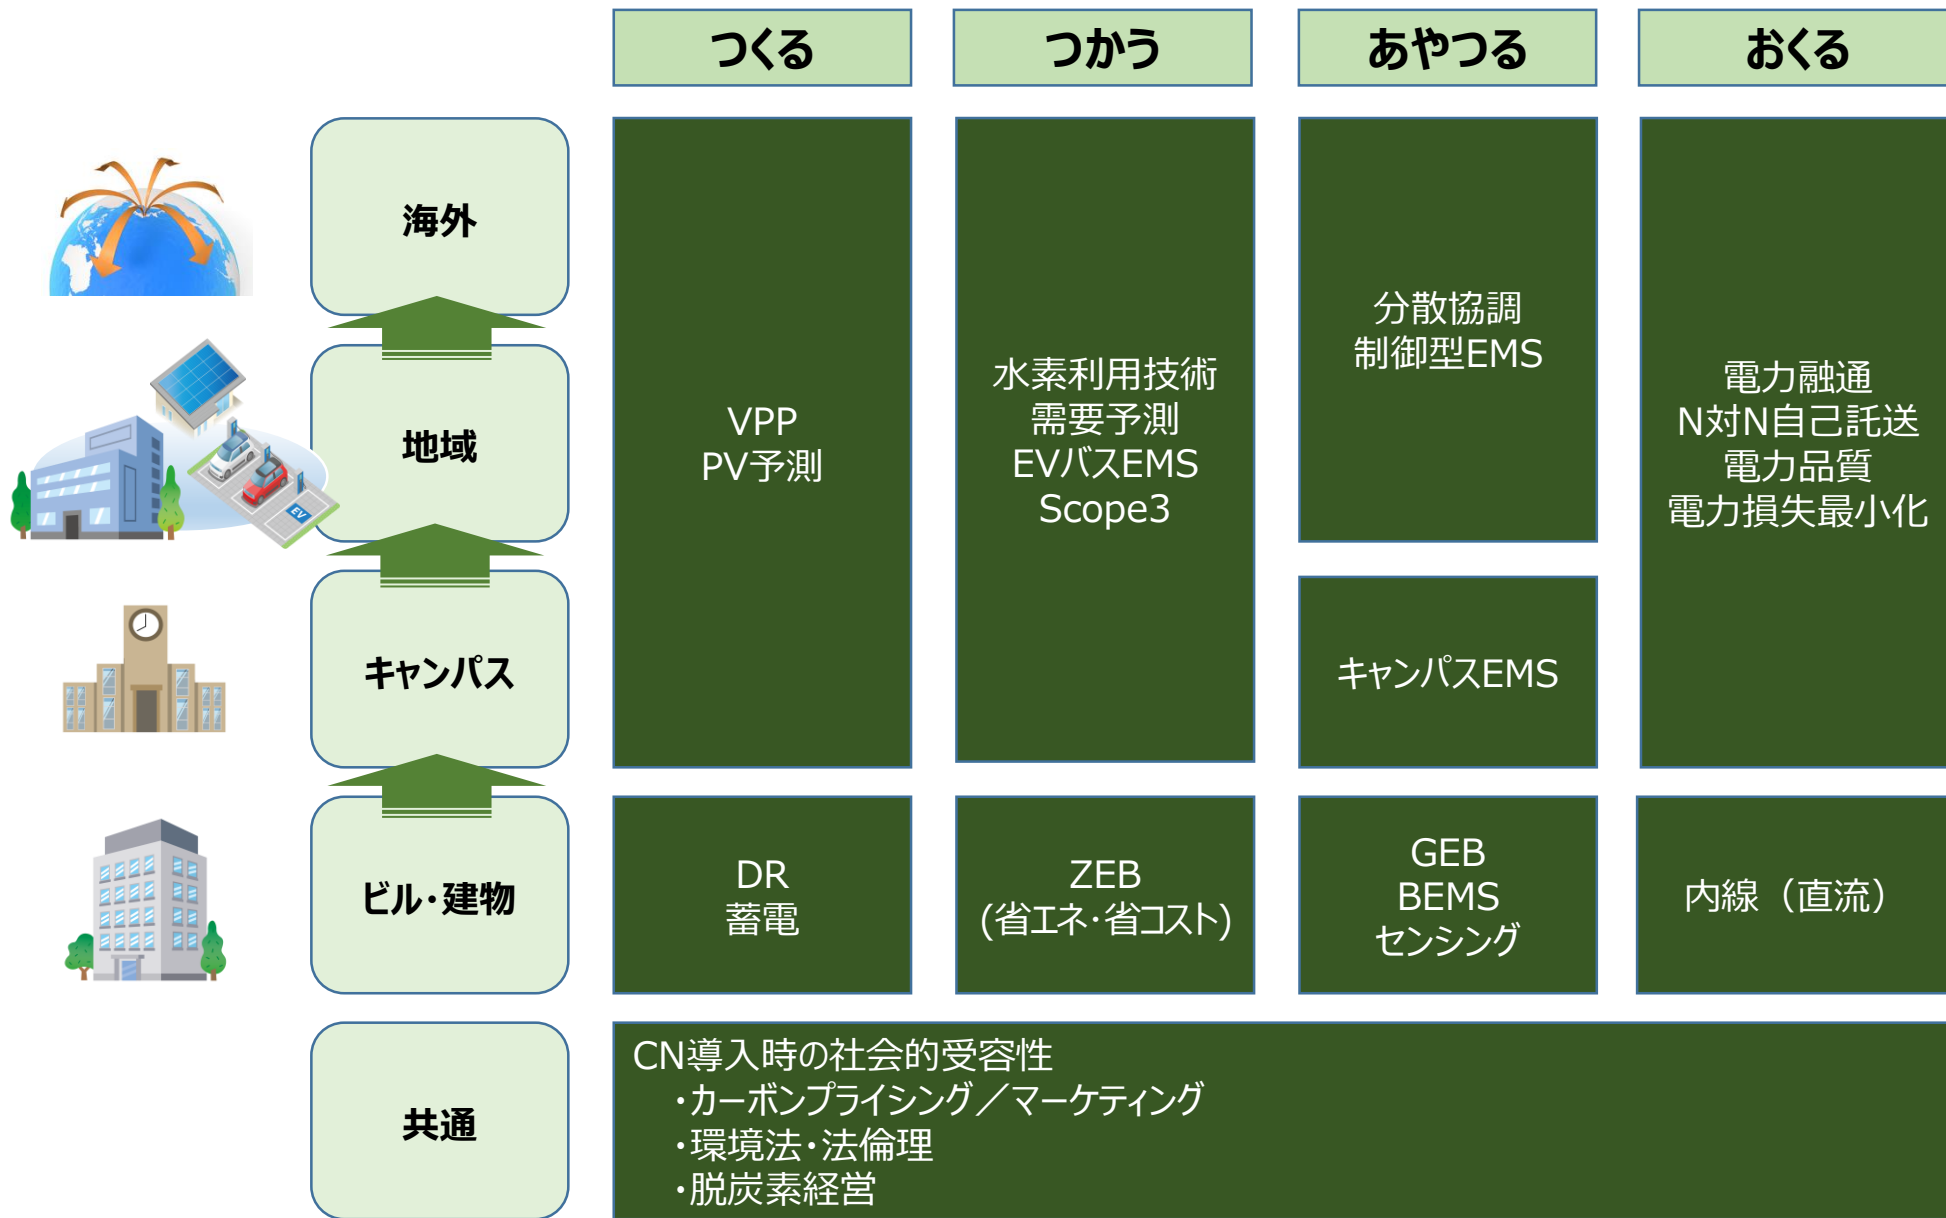 つくる
つかう
あやつる
おくる
海外
地域
キャンパス
ビル・建物
共通
VPP
PV予測
水素利用技術
需要予測
EVバスEMS
Scope3
分散協調
制御型EMS
キャンパスEMS
電力融通
N対N自己託送
電力品質
電力損失最小化
DR
蓄電
ZEB
(省エネ・省コスト)
GEB
BEMS
センシング
内線（直流）
CN導入時の社会的受容性
・カーボンプライシング／マーケティング
・環境法・法倫理
・脱炭素経営
EV